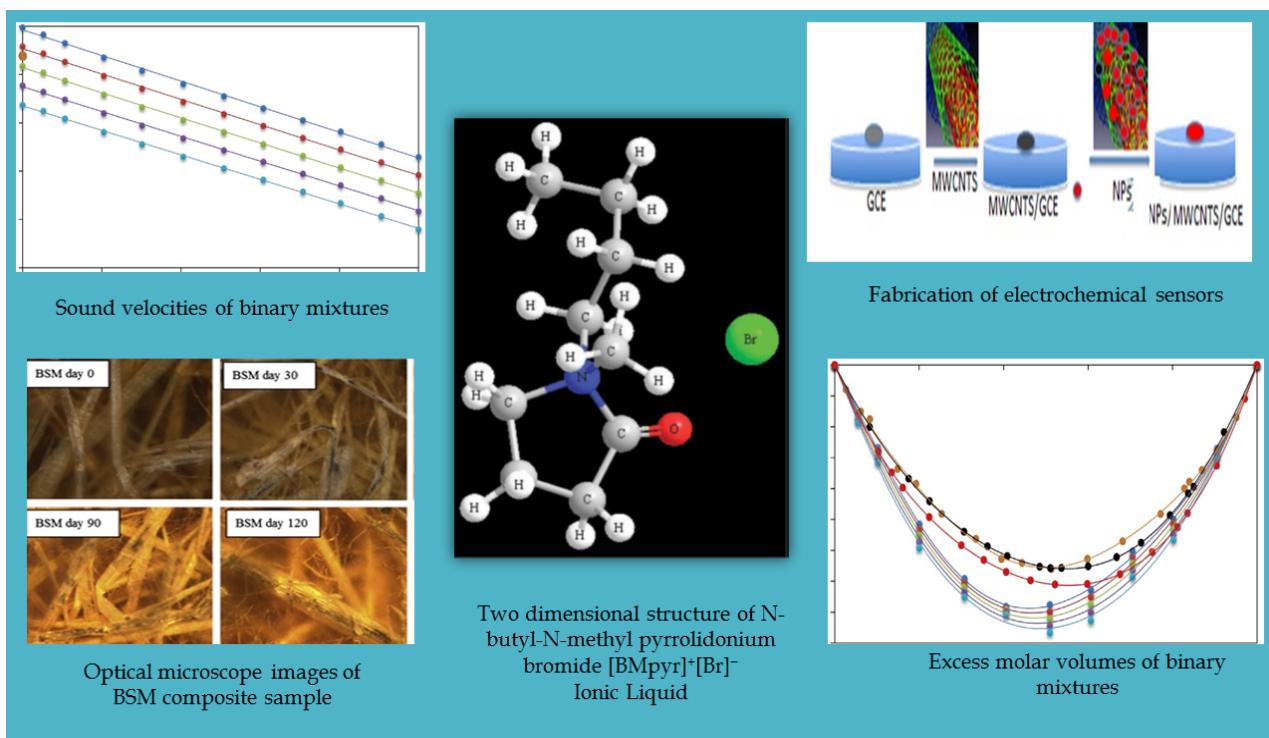 Sound velocities of binary mixtures
BSM day 0
BSM day 30
BSM day 90
BSM day 120
Optical microscope images of
BSM composite sample
H
H
H
C
H
C
H
H
C
H
H
C
H
H
C
H
H
N
H
H
C
C
O
H
C
H
C
H
H
Br
Two dimensional structure of N-
butyl-N-methyl pyrrolidonium
bromide [BMpyr]⁺[Br]⁻
Ionic Liquid
GCE
MWCNTS
MWCNTS/GCE
NPs
NPs/MWCNTS/GCE
Fabrication of electrochemical sensors
Excess molar volumes of binary
mixtures